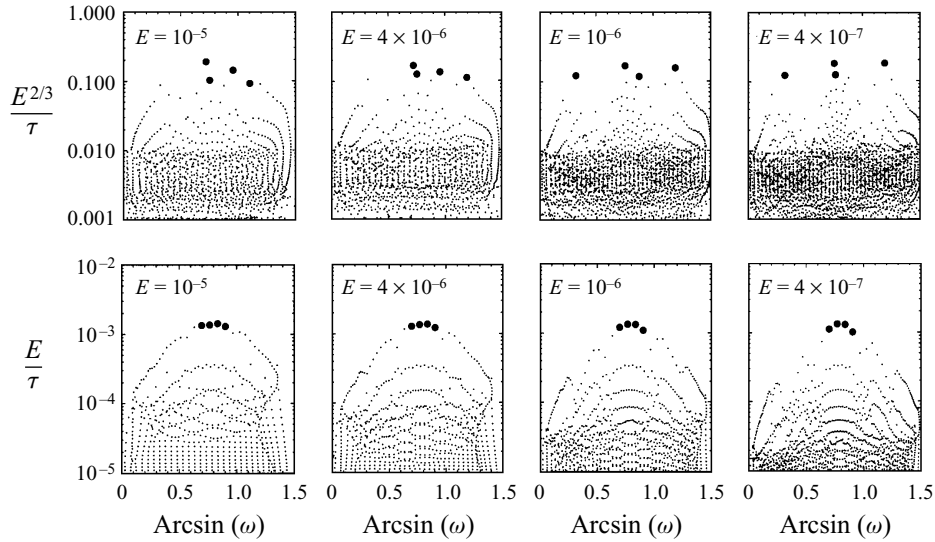 1.000
0.100
0.010
0.001
E^{2/3}
τ
E = 10^{–5}
E = 4 × 10^{–6}
E = 10^{–6}
E = 4 × 10^{–7}
10^{–2}
10^{–3}
10^{–4}
10^{–5}
E
τ
E = 10^{–5}
E = 4 × 10^{–6}
E = 10^{–6}
E = 4 × 10^{–7}
0 0.5 1.0 1.5 0 0.5 1.0 1.5 0 0.5 1.0 1.5 0 0.5 1.0 1.5
Arcsin (ω) Arcsin (ω) Arcsin (ω) Arcsin (ω)